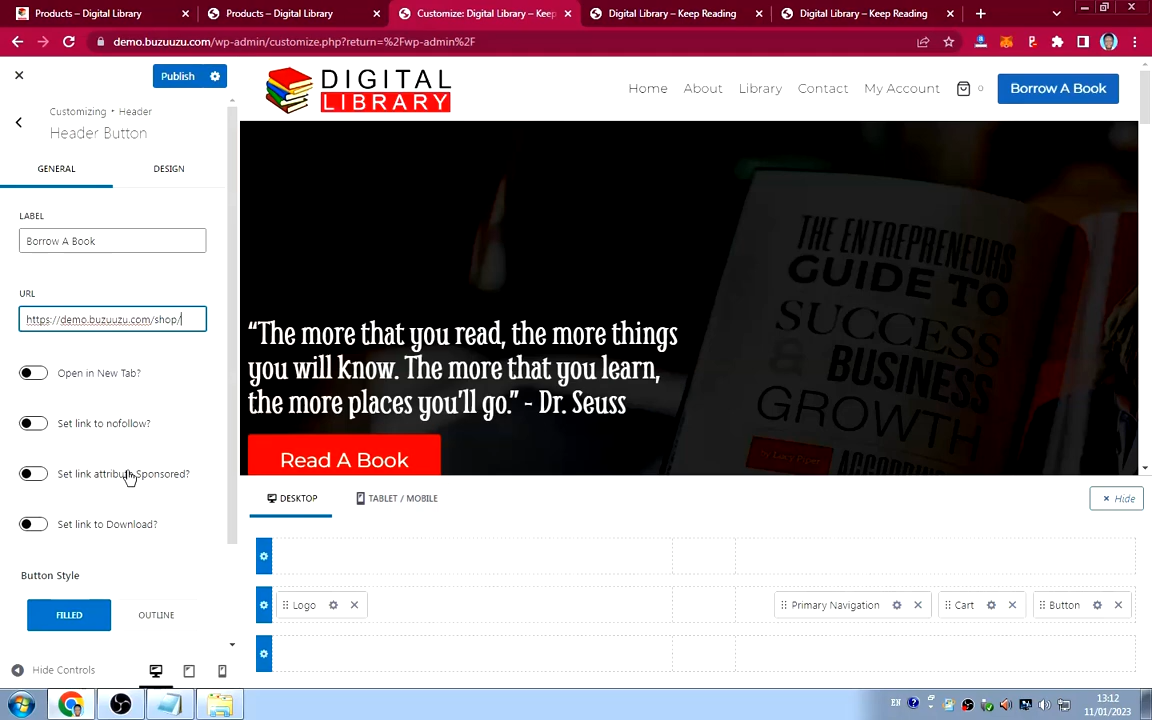 Products – Digital Library
Products – Digital Library
Customize: Digital Library – Keep
Digital Library – Keep Reading
Digital Library – Keep Reading
demo.buzuuzu.com/wp-admin/customize.php?return=%2Fwp-admin%2F
Publish
Customizing • Header
Header Button
GENERAL
DESIGN
LABEL
Borrow A Book
URL
https://demo.buzuuzu.com/shop/
Open in New Tab?
Set link to nofollow?
Set link attribute Sponsored?
Set link to Download?
Button Style
FILLED
OUTLINE
Hide Controls
DIGITAL
LIBRARY
Home
About
Library
Contact
My Account
0
Borrow A Book
THE ENTREPRENEURS
GUIDE TO
SUCCESS
a
& BUSINESS
GROWTH
“The more that you read, the more things
you will know. The more that you learn,
the more places you’ll go.” - Dr. Seuss
Read A Book
DESKTOP
TABLET / MOBILE
× Hide
Logo
Primary Navigation
Cart
Button
EN
13:12
11/01/2023